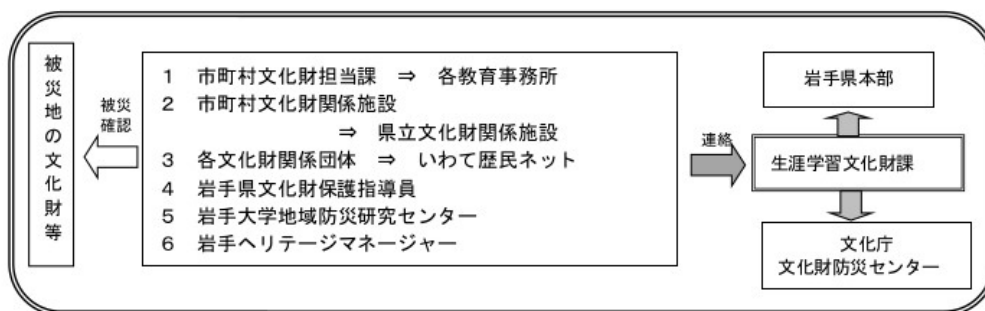 被災地の文化財等
被災
確認
1 市町村文化財担当課 ⇒ 各教育事務所
2 市町村文化財関係施設
⇒ 県立文化財関係施設
3 各文化財関係団体 ⇒ いわて歴民ネット
4 岩手県文化財保護指導員
5 岩手大学地域防災研究センター
6 岩手ヘリテージマネージャー
連絡
岩手県本部
生涯学習文化財課
文化庁
文化財防災センター